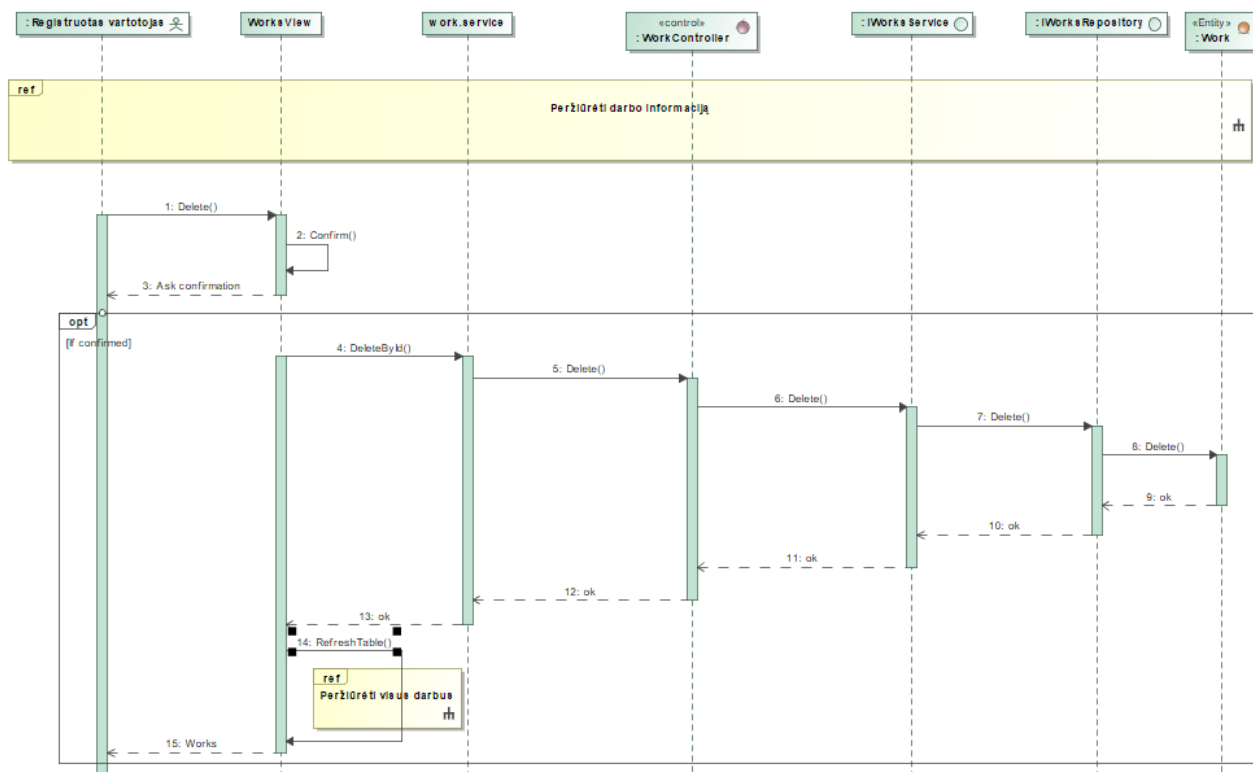 : Registruotas vartotojas
WorksView
work.service
«control»
: WorkController
: IWorksService
: IWorksRepository
«Entity»
: Work
ref
Peržiūrėti darbo informaciją
1: Delete()
2: Confirm()
3: Ask confirmation
opt
[If confirmed]
4: DeleteById()
5: Delete()
6: Delete()
7: Delete()
8: Delete()
9: ok
10: ok
11: ok
12: ok
13: ok
14: RefreshTable()
ref
Peržiūrėti visus darbus
15: Works